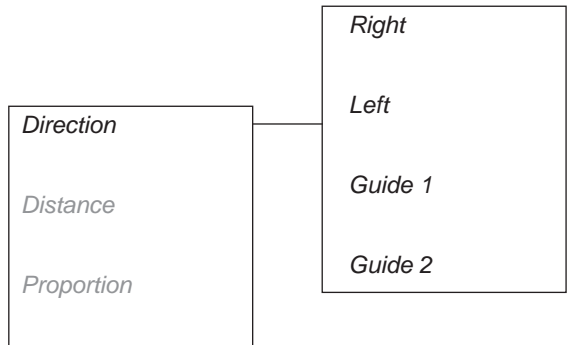 Direction
Distance
Proportion
Right
Left
Guide 1
Guide 2